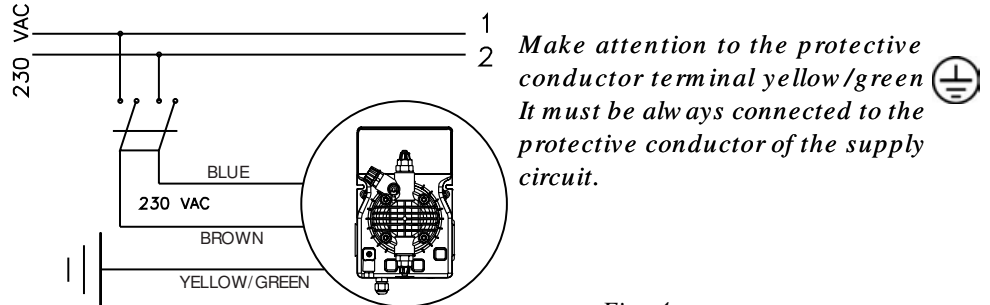 230 VAC
1
2
Make attention to the protective
conductor terminal yellow/green
It must be always connected to the
protective conductor of the supply
circuit.
BLUE
230 VAC
BROWN
YELLOW/GREEN